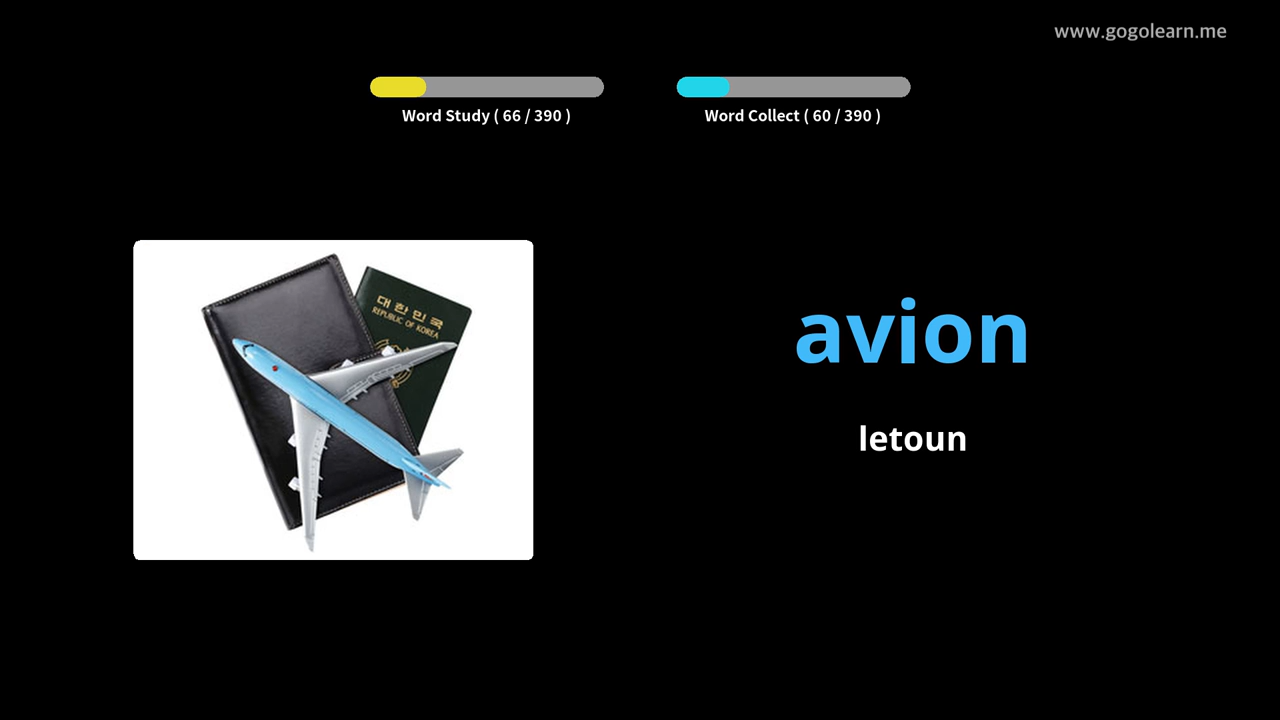 www.gogolearn.me
Word Study ( 66 / 390 )
Word Collect ( 60 / 390 )
대한민국
REPUBLIC OF KOREA
avion
letoun